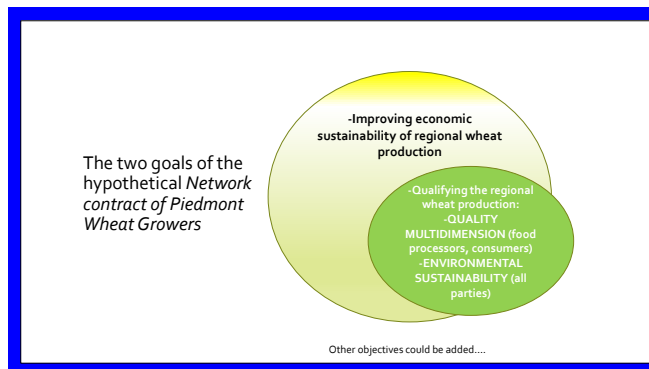 The two goals of the
hypothetical Network
contract of Piedmont
Wheat Growers
-Improving economic
sustainability of regional wheat
production
-Qualifying the regional
wheat production:
-QUALITY
MULTIDIMENSION (food
processors, consumers)
-ENVIRONMENTAL
SUSTAINABILITY (all
parties)
Other objectives could be added....